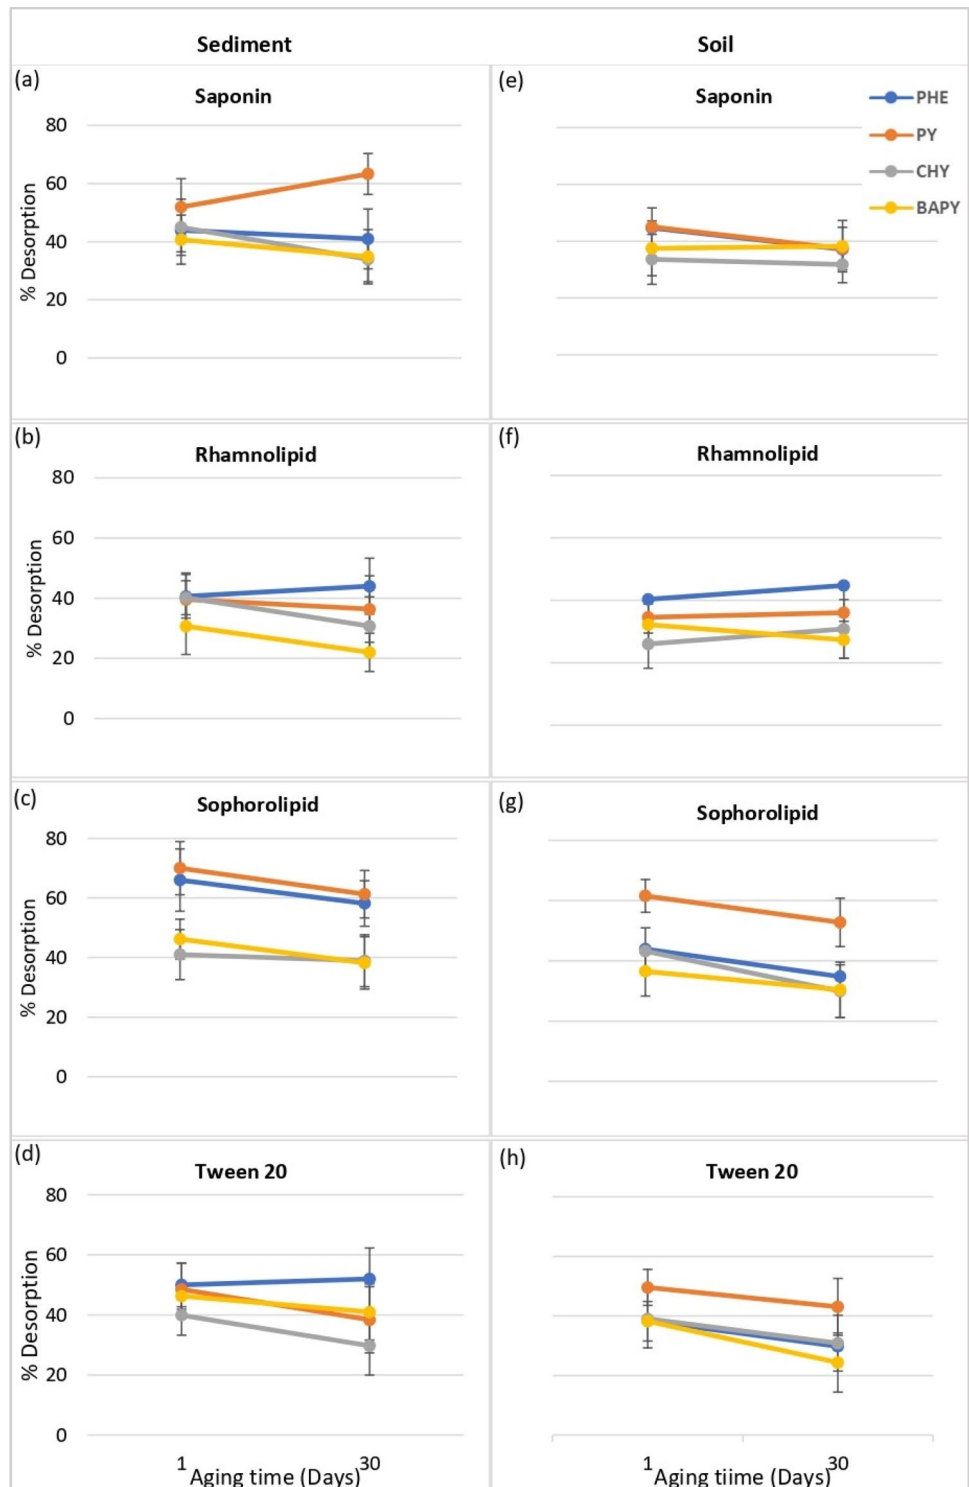 Sediment
Soil
(a)
Saponin
80
60
40
20
0
% Desorption
(e)
Saponin
PHE
PY
CHY
BAPY
(b)
Rhamnolipid
80
60
40
20
0
% Desorption
(f)
Rhamnolipid
(c)
Sophorolipid
80
60
40
20
0
% Desorption
(g)
Sophorolipid
(d)
Tween 20
80
60
40
20
0
% Desorption
1 30
Aging time (Days)
(h)
Tween 20
1 30
Aging tiime (Days)